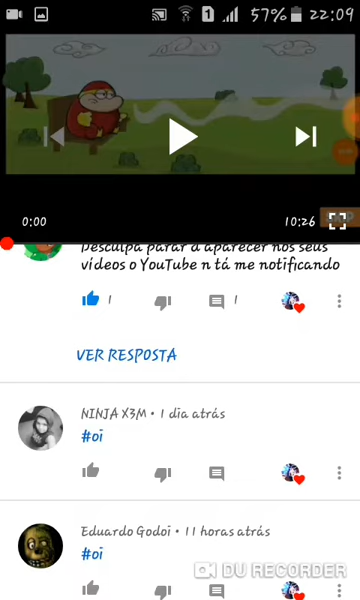 57% 22:09
0:00 10:26
Desculpa parar d aparecer nos seus
vídeos o YouTube n tá me notificando
1 1
VER RESPOSTA
NINJA X3M • 1 dia atrás
#oi
Eduardo Godoi • 11 horas atrás
#oi
DU RECORDER